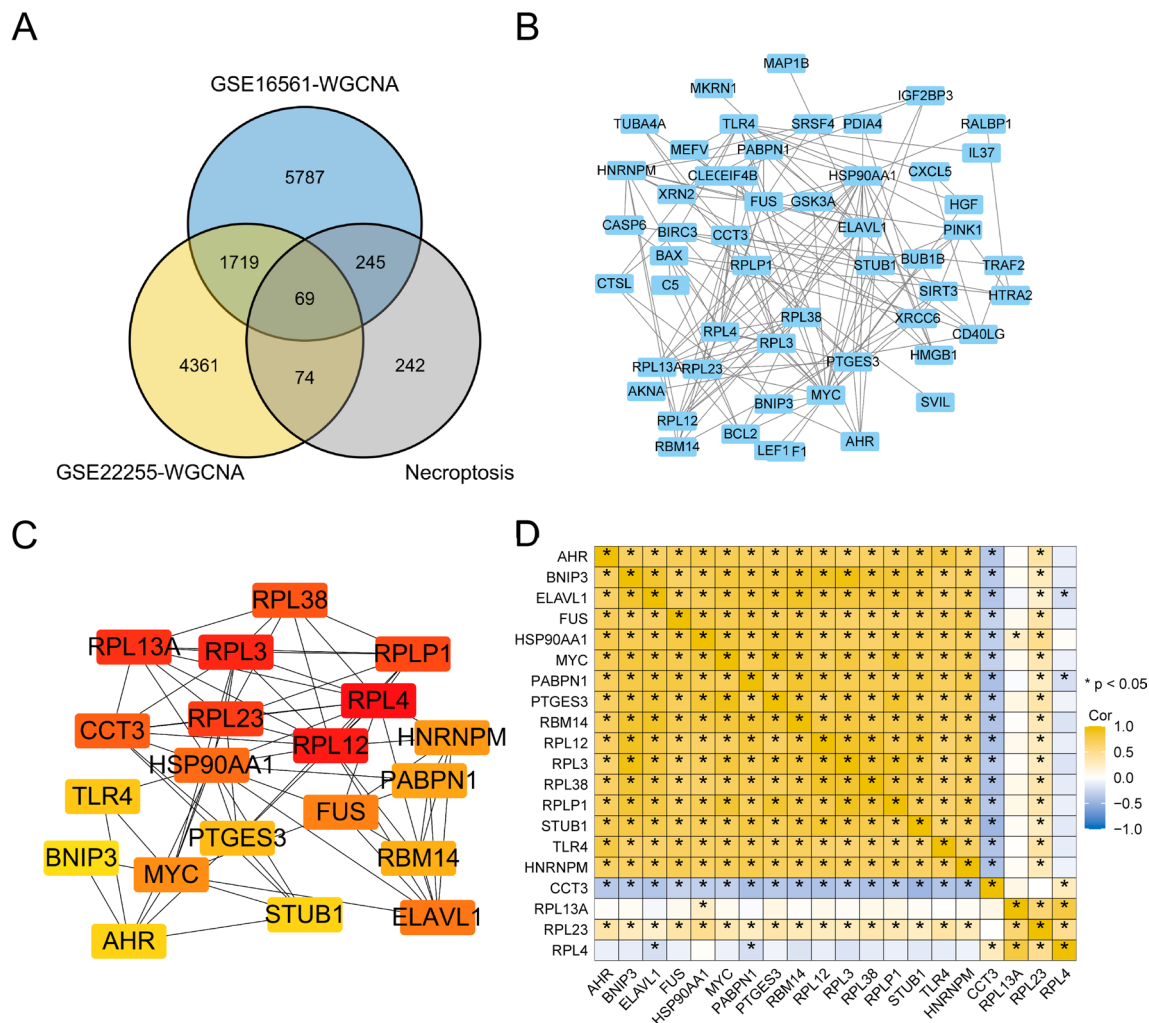 A
GSE16561-WGCNA
5787
1719
245
69
4361
74
242
GSE22255-WGCNA
Necroptosis
B
MAP1B
MKRN1
IGF2BP3
TUBA4A
TLR4
SRSF4
PDIA4
RALBP1
MEFV
PABPN1
IL37
HNRNPM
EIF4B
HSP90AA1
CXCL5
XRN2
FUS
GSK3A
HGF
CASP6
BIRC3
CCT3
ELAVL1
PINK1
BAX
RPLP1
STUB1
BUB1B
TRAF2
CTSL
C5
SIRT3
HTRA2
RPL4
RPL38
XRCC6
CD40LG
RPL3
HMGB1
RPL13A
RPL23
PTGES3
AKNA
BNIP3
MYC
SVIL
RPL12
BCL2
AHR
RBM14
LEF1
F1
C
RPL38
RPL13A
RPL3
RPLP1
RPL4
CCT3
RPL23
RPL12
HNRNPM
HSP90AA1
PABPN1
TLR4
FUS
PTGES3
BNIP3
MYC
RBM14
STUB1
ELAVL1
AHR
D
AHR
BNIP3
ELAVL1
FUS
HSP90AA1
MYC
PABPN1
PTGES3
RBM14
RPL12
RPL3
RPL38
RPLP1
STUB1
TLR4
HNRNPM
CCT3
RPL13A
RPL23
RPL4
AHR
BNIP3
ELAVL1
FUS
HSP90AA1
MYC
PABPN1
PTGES3
RBM14
RPL12
RPL3
RPL38
RPLP1
STUB1
TLR4
HNRNPM
CCT3
RPL13A
RPL23
RPL4
* p < 0.05
Cor
1.0
0.5
0.0
−0.5
−1.0